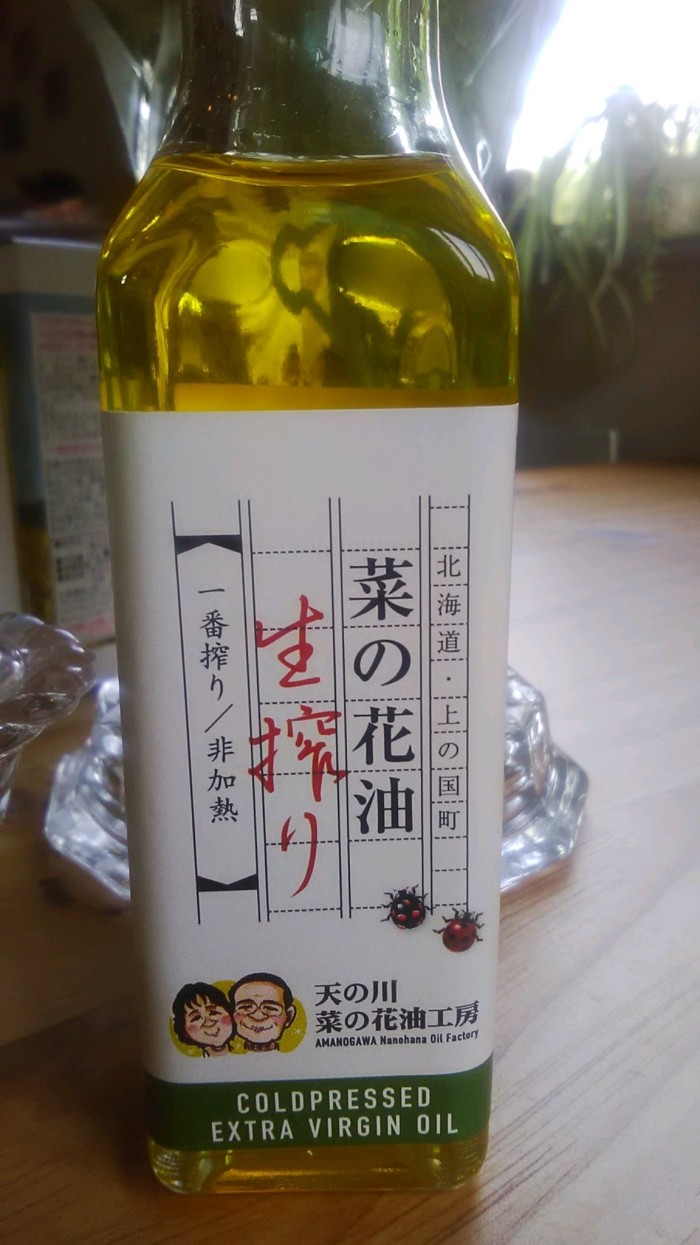 北海道・上の国町
菜の花油
生搾り
一番搾り/非加熱
天の川
菜の花油工房
AMANOGAWA Nanohana Oil Factory
COLDPRESSED
EXTRA VIRGIN OIL